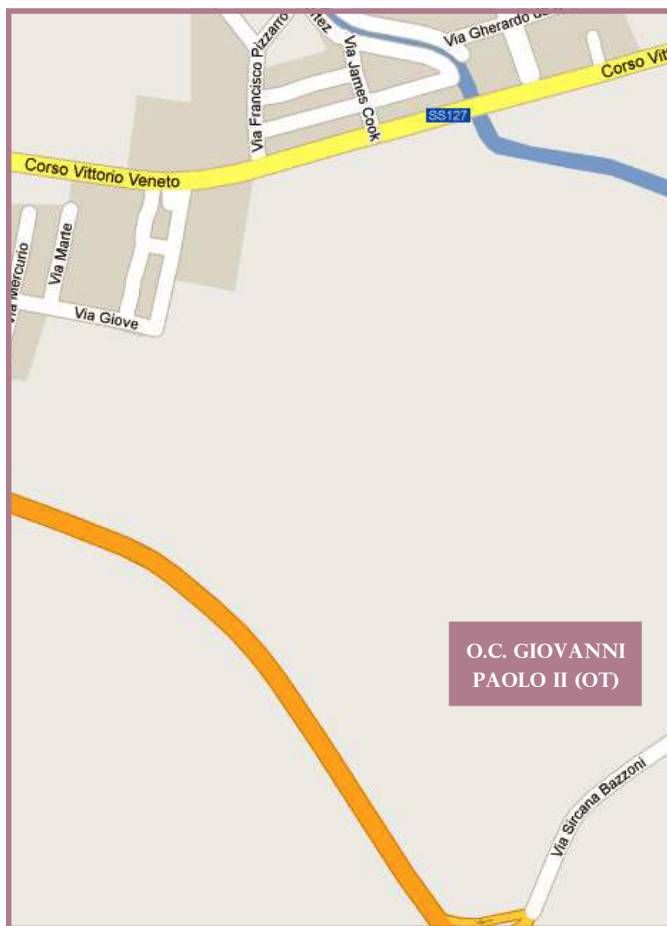 Via Gherardo
Via Francisco Pizzarro
Via James Cook
Corso
SS127
Corso Vittorio Veneto
Via Mercurio
Via Marte
Via Giove
O.C. GIOVANNI
PAOLO II (OT)
Via Sircana Bazzoni